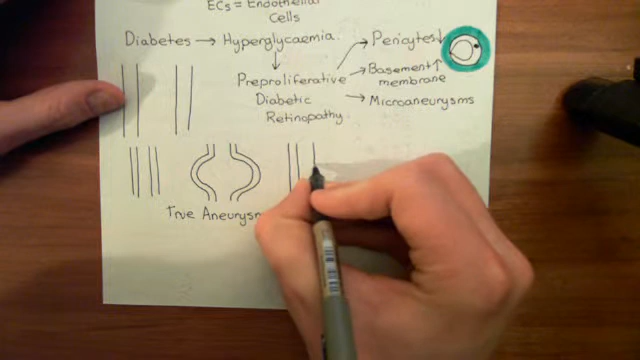 ECs = Endothelial
Cells
Diabetes → Hyperglycaemia
→ Pericytes↓
Preproliferative
Diabetic
Retinopathy
→ Basement↑
membrane
→ Microaneurysms
True Aneurysm